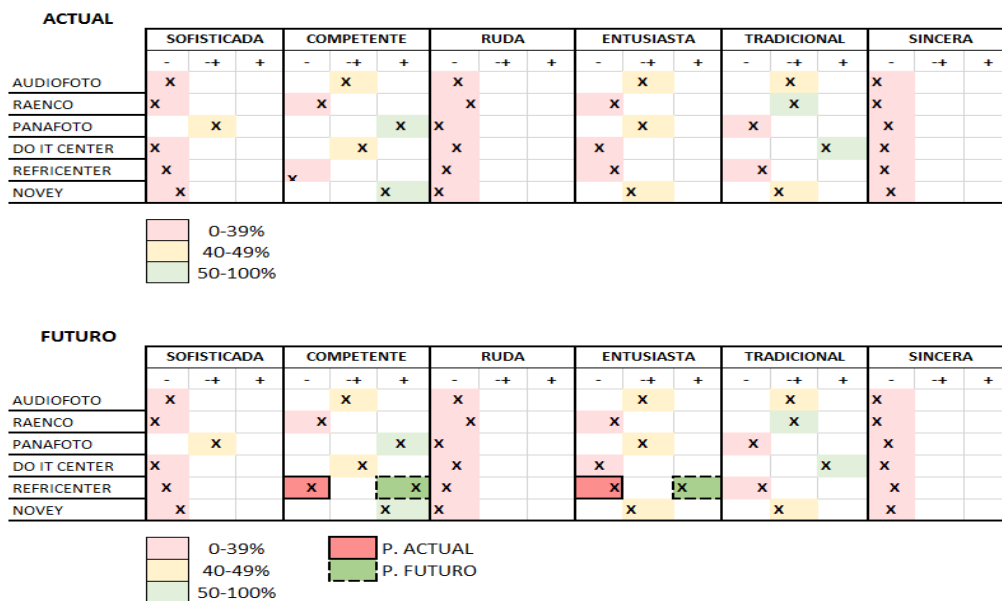 ACTUAL
SOFISTICADA COMPETENTE RUDA ENTUSIASTA TRADICIONAL SINCERA
- -+ + - -+ + - -+ + - -+ + - -+ + - -+ +
AUDIOFOTO X X X X X X
RAENCO X X X X X X
PANAFOTO X X X X X X
DO IT CENTER X X X X X X
REFRICENTER X X X X X X
NOVEY X X X X X X
0-39%
40-49%
50-100%
FUTURO
SOFISTICADA COMPETENTE RUDA ENTUSIASTA TRADICIONAL SINCERA
- -+ + - -+ + - -+ + - -+ + - -+ + - -+ +
AUDIOFOTO X X X X X X
RAENCO X X X X X X
PANAFOTO X X X X X X
DO IT CENTER X X X X X X
REFRICENTER X X X X X X X X
NOVEY X X X X X X
0-39% P. ACTUAL
40-49% P. FUTURO
50-100%